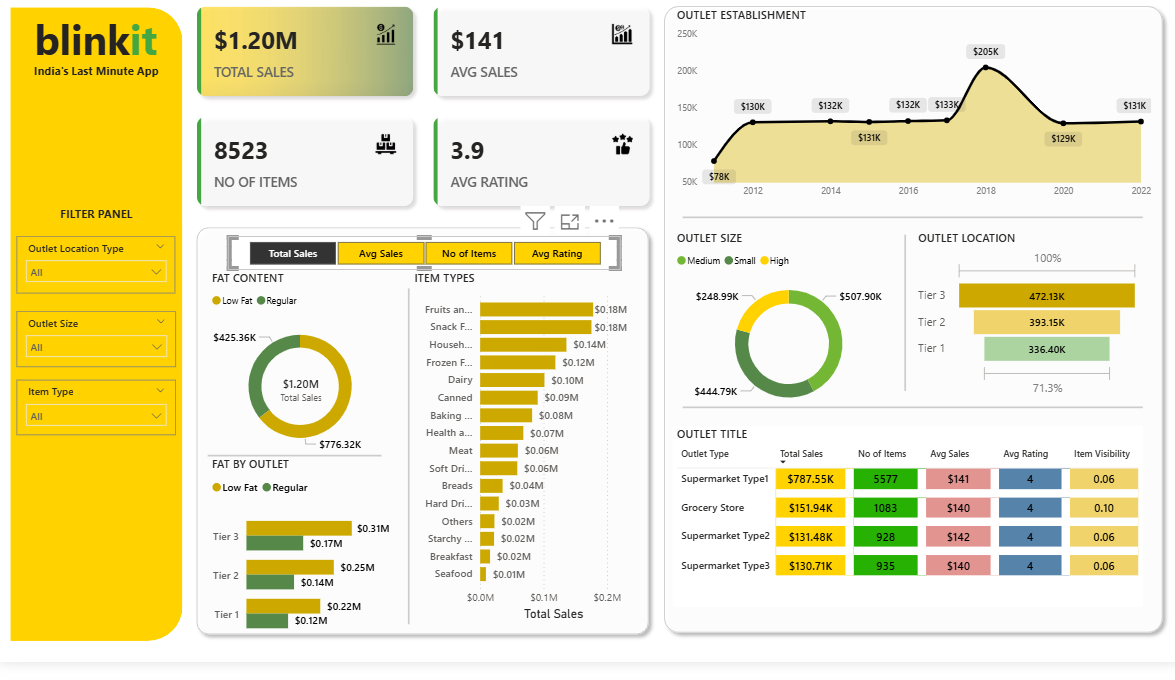 blinkit
India's Last Minute App
FILTER PANEL
Outlet Location Type
All
Outlet Size
All
Item Type
All
$1.20M
TOTAL SALES
$141
AVG SALES
8523
NO OF ITEMS
3.9
AVG RATING
Total Sales Avg Sales No of Items Avg Rating
FAT CONTENT
Low Fat Regular
$425.36K
$1.20M
Total Sales
$776.32K
FAT BY OUTLET
Low Fat Regular
Tier 3 $0.31M
$0.17M
Tier 2 $0.25M
$0.14M
Tier 1 $0.22M
$0.12M
ITEM TYPES
Fruits an... $0.18M
Snack F... $0.18M
Househ... $0.14M
Frozen F... $0.12M
Dairy $0.10M
Canned $0.09M
Baking ... $0.08M
Health a... $0.07M
Meat $0.06M
Soft Dri... $0.06M
Breads $0.04M
Hard Dri... $0.03M
Others $0.02M
Starchy ... $0.02M
Breakfast $0.02M
Seafood $0.01M
$0.0M $0.1M $0.2M
Total Sales
OUTLET ESTABLISHMENT
250K
200K
150K
100K
50K
$78K
$130K
$132K
$131K
$132K
$133K
$205K
$129K
$131K
2012 2014 2016 2018 2020 2022
OUTLET SIZE
Medium Small High
$248.99K
$507.90K
$444.79K
OUTLET LOCATION
100%
Tier 3 472.13K
Tier 2 393.15K
Tier 1 336.40K
71.3%
OUTLET TITLE
Outlet Type Total Sales No of Items Avg Sales Avg Rating Item Visibility
Supermarket Type1 $787.55K 5577 $141 4 0.06
Grocery Store $151.94K 1083 $140 4 0.10
Supermarket Type2 $131.48K 928 $142 4 0.06
Supermarket Type3 $130.71K 935 $140 4 0.06